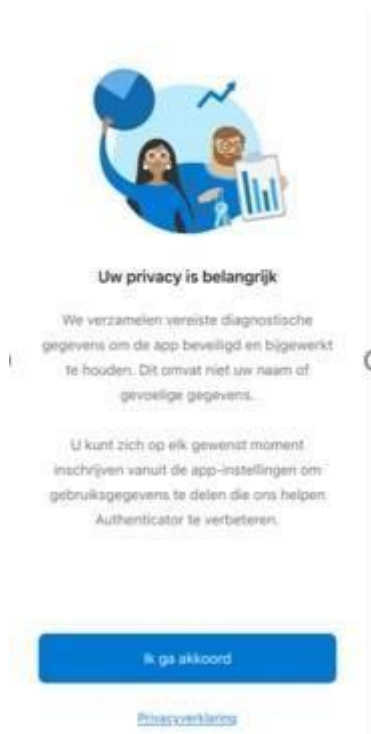 Uw privacy is belangrijk
We verzamelen vereiste diagnostische
gegevens om de app beveiligd en bijgewerkt
te houden. Dit omvat niet uw naam of
gevoelige gegevens.
U kunt zich op elk gewenst moment
inschrijven vanuit de app-instellingen om
gebruiksgegevens te delen die ons helpen
Authenticator te verbeteren.
Ik ga akkoord
Privacyverklaring